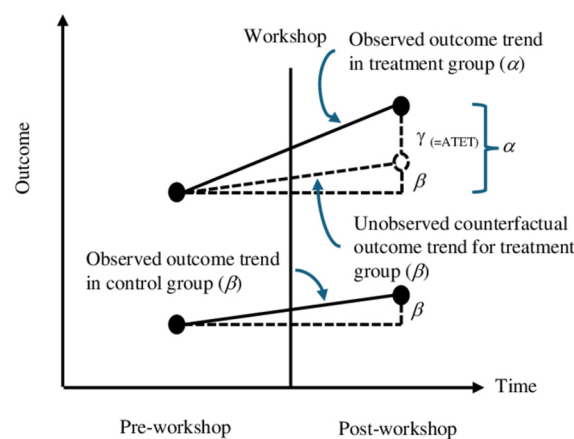 Workshop
Observed outcome trend
in treatment group (α)
Outcome
γ (=ATET)
α
β
Unobserved counterfactual
outcome trend for treatment
group (β)
Observed outcome trend
in control group (β)
β
Time
Pre-workshop
Post-workshop